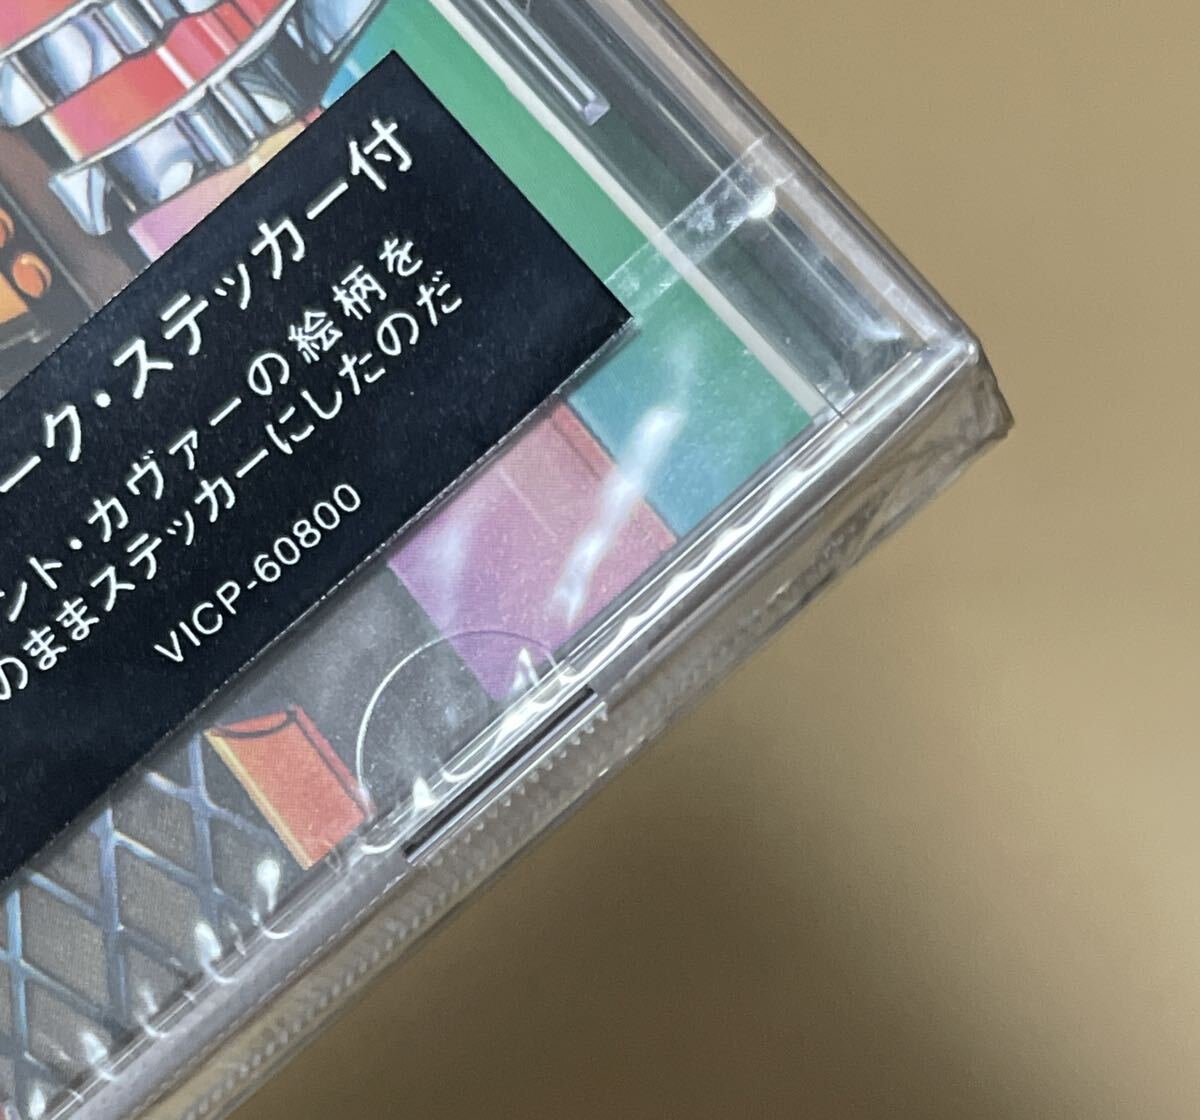 ーク・ステッカー付
ント・カヴァーの絵柄を
のままステッカーにしたのだ
VICP-60800